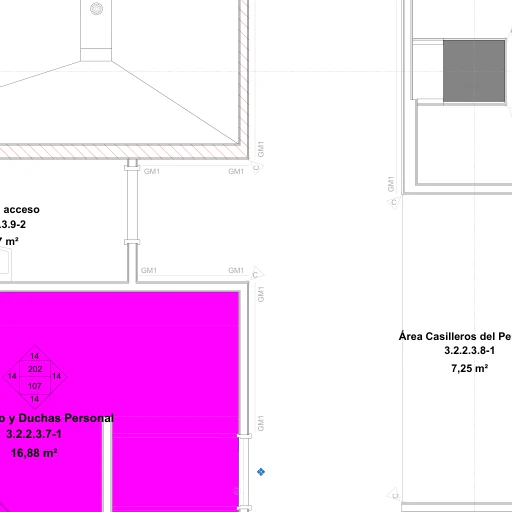 GM1
GM1
GM1
C
GM1
C
acceso
.3.9-2
m²
GM1
GM1
C
GM1
Área Casilleros del Pe
3.2.2.3.8-1
7,25 m²
14
202
14
14
107
14
o y Duchas Personal
3.2.2.3.7-1
16,88 m²
GM1
C